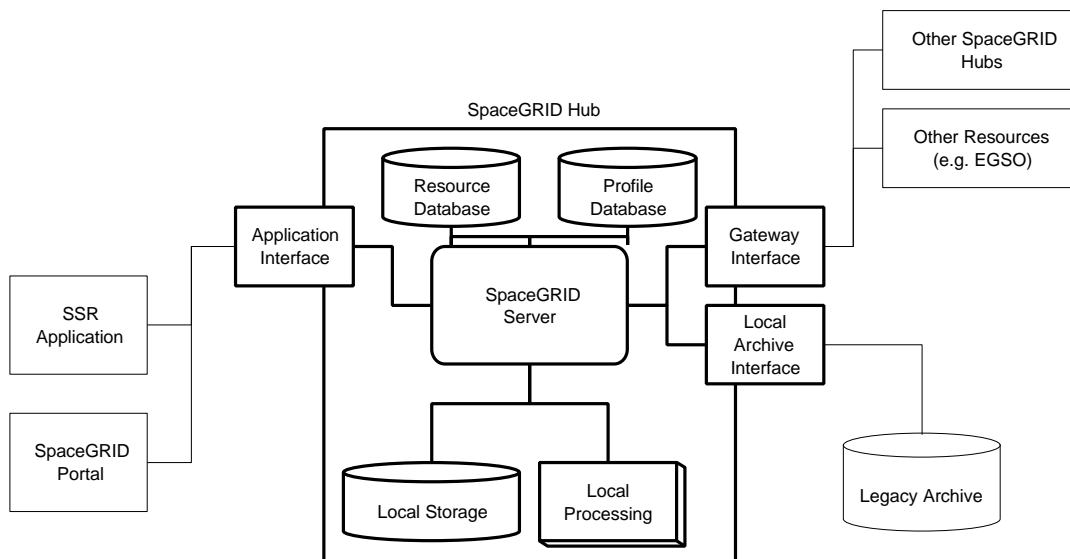 Other SpaceGRID
Hubs
SpaceGRID Hub
Other Resources
(e.g. EGSO)
Resource
Database
Profile
Database
Application
Interface
Gateway
Interface
SSR
Application
SpaceGRID
Server
Local
Archive
Interface
SpaceGRID
Portal
Local Storage
Local
Processing
Legacy Archive